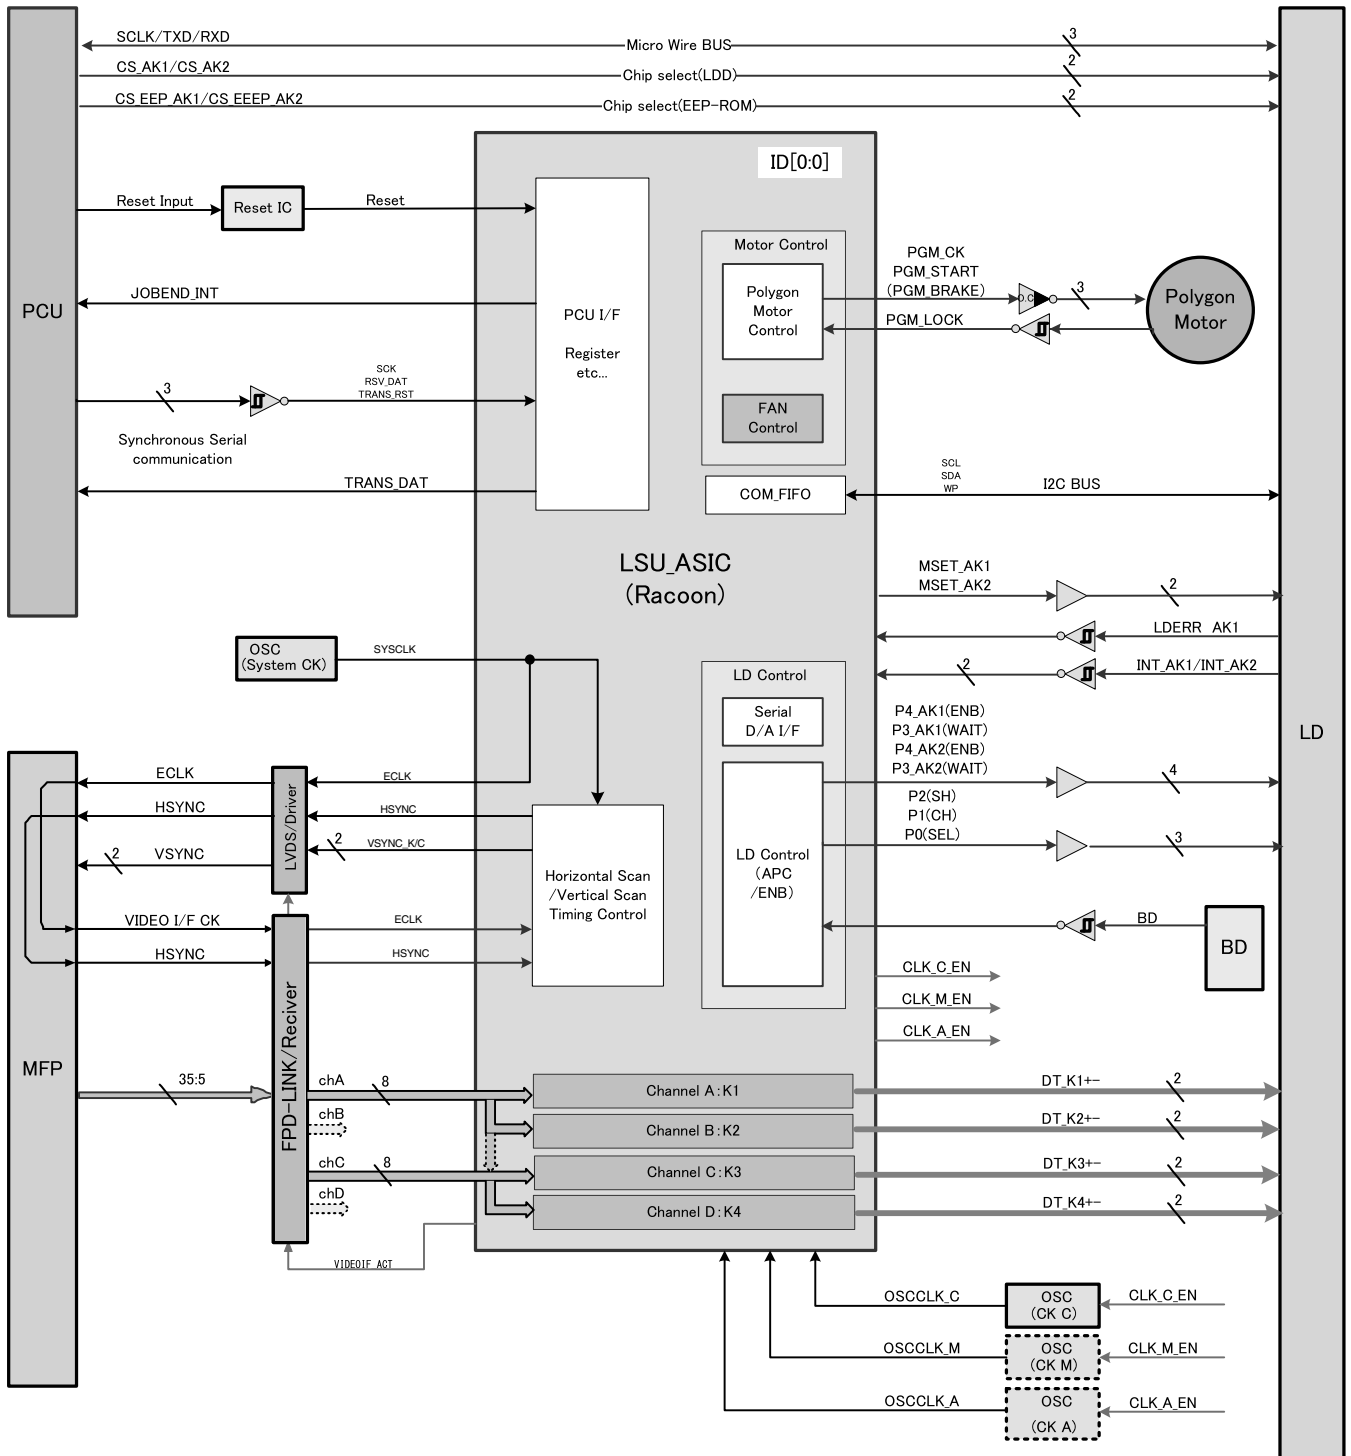 SCLK/TXD/RXD
Micro Wire BUS
3
CS_AK1/CS_AK2
Chip select(LDD)
2
CS_EEP_AK1/CS_EEEP_AK2
Chip select(EEP-ROM)
2
ID[0:0]
Reset Input
Reset IC
Reset
PCU
JOBEND_INT
PCU I/F
Register
etc...
3
SCK
RSV_DAT
TRANS_RST
Synchronous Serial
communication
TRANS_DAT
Motor Control
Polygon
Motor
Control
FAN
Control
COM_FIFO
PGM_CK
PGM_START
(PGM_BRAKE)
O.C
3
PGM_LOCK
Polygon
Motor
SCL
SDA
WP
I2C BUS
LSU_ASIC
(Racoon)
MSET_AK1
MSET_AK2
2
LDERR AK1
2
INT_AK1/INT_AK2
LD
OSC
(System CK)
SYSCLK
LD Control
Serial
D/A I/F
P4_AK1(ENB)
P3_AK1(WAIT)
P4_AK2(ENB)
P3_AK2(WAIT)
4
P2(SH)
P1(CH)
P0(SEL)
3
LD Control
(APC
/ENB)
BD
BD
ECLK
HSYNC
2
VSYNC
LVDS/Driver
ECLK
HSYNC
2
VSYNC_K/C
Horizontal Scan
/Vertical Scan
Timing Control
VIDEO I/F CK
HSYNC
ECLK
HSYNC
FPD-LINK/Reciver
CLK_C_EN
CLK_M_EN
CLK_A_EN
MFP
35:5
chA
8
chB
chC
8
chD
Channel A:K1
Channel B:K2
Channel C:K3
Channel D:K4
DT_K1+-
2
DT_K2+-
2
DT_K3+-
2
DT_K4+-
2
VIDEOIF_ACT
OSCCLK_C
OSC
(CK C)
CLK_C_EN
OSCCLK_M
OSC
(CK M)
CLK_M_EN
OSCCLK_A
OSC
(CK A)
CLK_A_EN